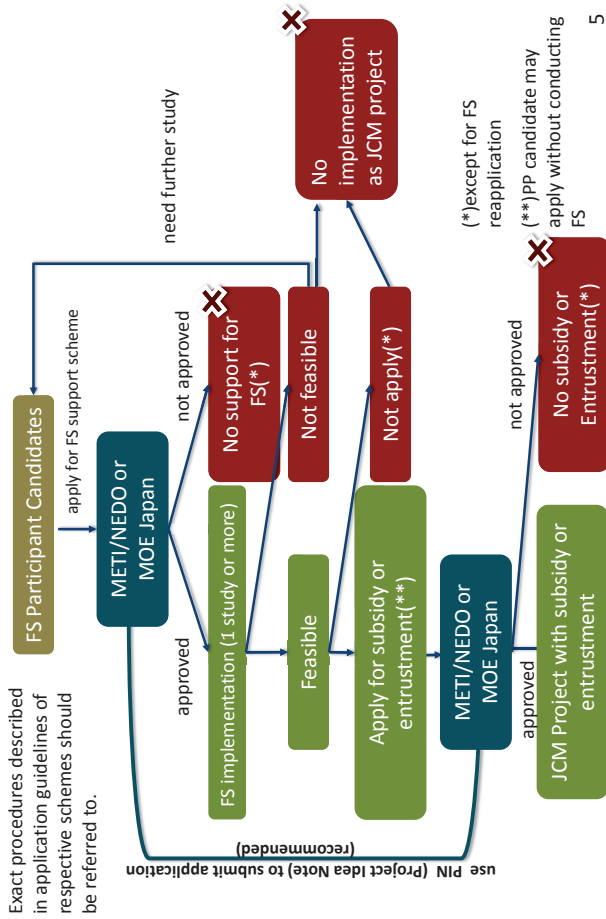 Exact procedures described
in application guidelines of
respective schemes should
be referred to.
FS Participant Candidates
apply for FS support scheme
need further study
METI/NEDO or
MOE Japan
approved
not approved
FS implementation (1 study or more)
No support for
FS(*)
Feasible
Not feasible
No
implementation
as JCM project
Apply for subsidy or
entrustment(**)
Not apply(*)
use PIN (Project Idea Note) to submit application
(recommended)
METI/NEDO or
MOE Japan
approved
not approved
JCM Project with subsidy or
entrustment
No subsidy or
Entrustment(*)
(*)except for FS
reapplication
(**)PP candidate may
apply without conducting
FS
5